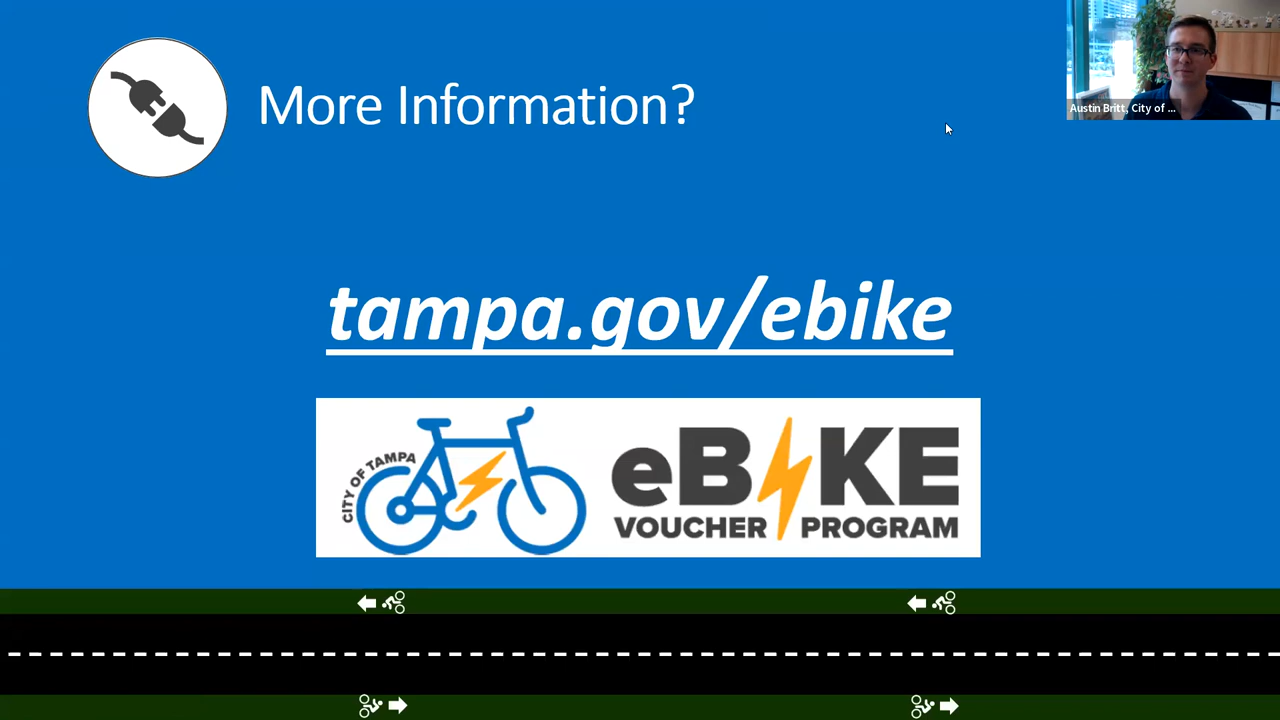 More Information?
Austin Britt, City of ...
tampa.gov/ebike
CITY OF TAMPA
eBIKE
VOUCHER PROGRAM